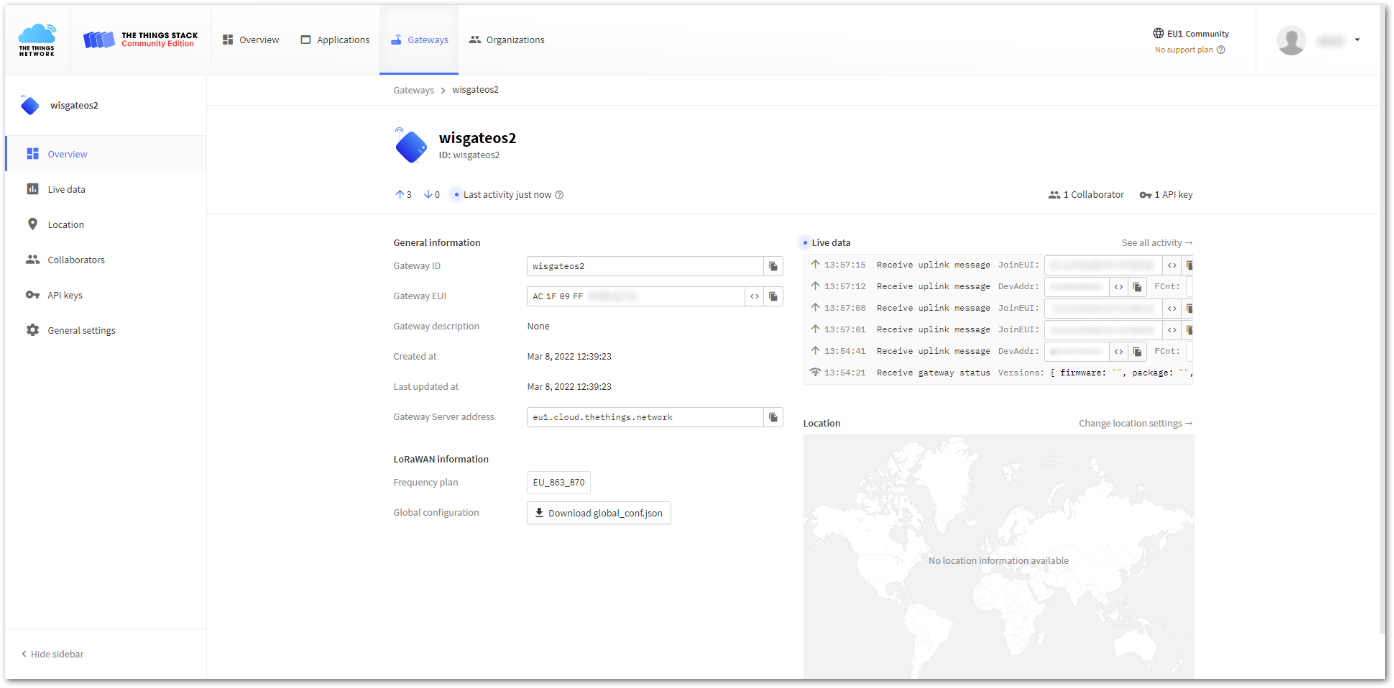 THE THINGS NETWORK
THE THINGS STACK
Community Edition
Overview
Applications
Gateways
Organizations
EU1 Community
No support plan
wisgateos2
Overview
Live data
Location
Collaborators
API keys
General settings
Hide sidebar
Gateways > wisgateos2
wisgateos2
ID: wisgateos2
↑ 3 ↓ 0 Last activity just now
1 Collaborator 1 API key
General information
Gateway ID wisgateos2
Gateway EUI AC 1F 09 FF
Gateway description None
Created at Mar 8, 2022 12:39:23
Last updated at Mar 8, 2022 12:39:23
Gateway Server address eu1.cloud.thethings.network
LoRaWAN information
Frequency plan EU_863_870
Global configuration Download global_conf.json
Live data See all activity →
↑ 13:57:15 Receive uplink message JoinEUI: <>
↑ 13:57:12 Receive uplink message DevAddr: <> FCnt:
↑ 13:57:08 Receive uplink message JoinEUI: <>
↑ 13:57:01 Receive uplink message JoinEUI: <>
↑ 13:54:41 Receive uplink message DevAddr: <> FCnt:
13:54:21 Receive gateway status Versions: { firmware: "", package: "",
Location Change location settings →
No location information available